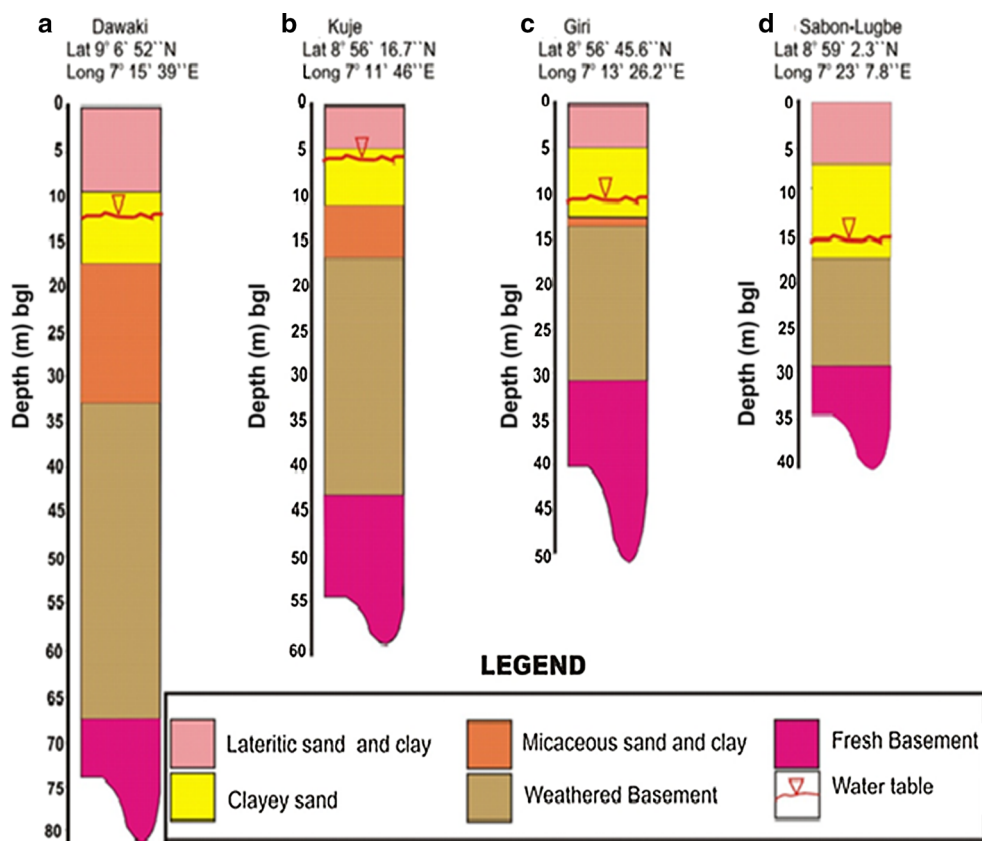 a
Dawaki
Lat 9° 6` 52``N
Long 7° 15` 39``E
Depth (m) bgl
0
5
10
15
20
25
30
35
40
45
50
55
60
65
70
75
80
b
Kuje
Lat 8° 56` 16.7``N
Long 7° 11` 46``E
Depth (m) bgl
0
5
10
15
20
25
30
35
40
45
50
55
60
c
Giri
Lat 8° 56` 45.6``N
Long 7° 13` 26.2``E
Depth (m) bgl
0
5
10
15
20
25
30
35
40
45
50
d
Sabon-Lugbe
Lat 8° 59` 2.3``N
Long 7° 23` 7.8``E
Depth (m) bgl
0
5
10
15
20
25
30
35
40
LEGEND
Lateritic sand and clay
Clayey sand
Micaceous sand and clay
Weathered Basement
Fresh Basement
Water table